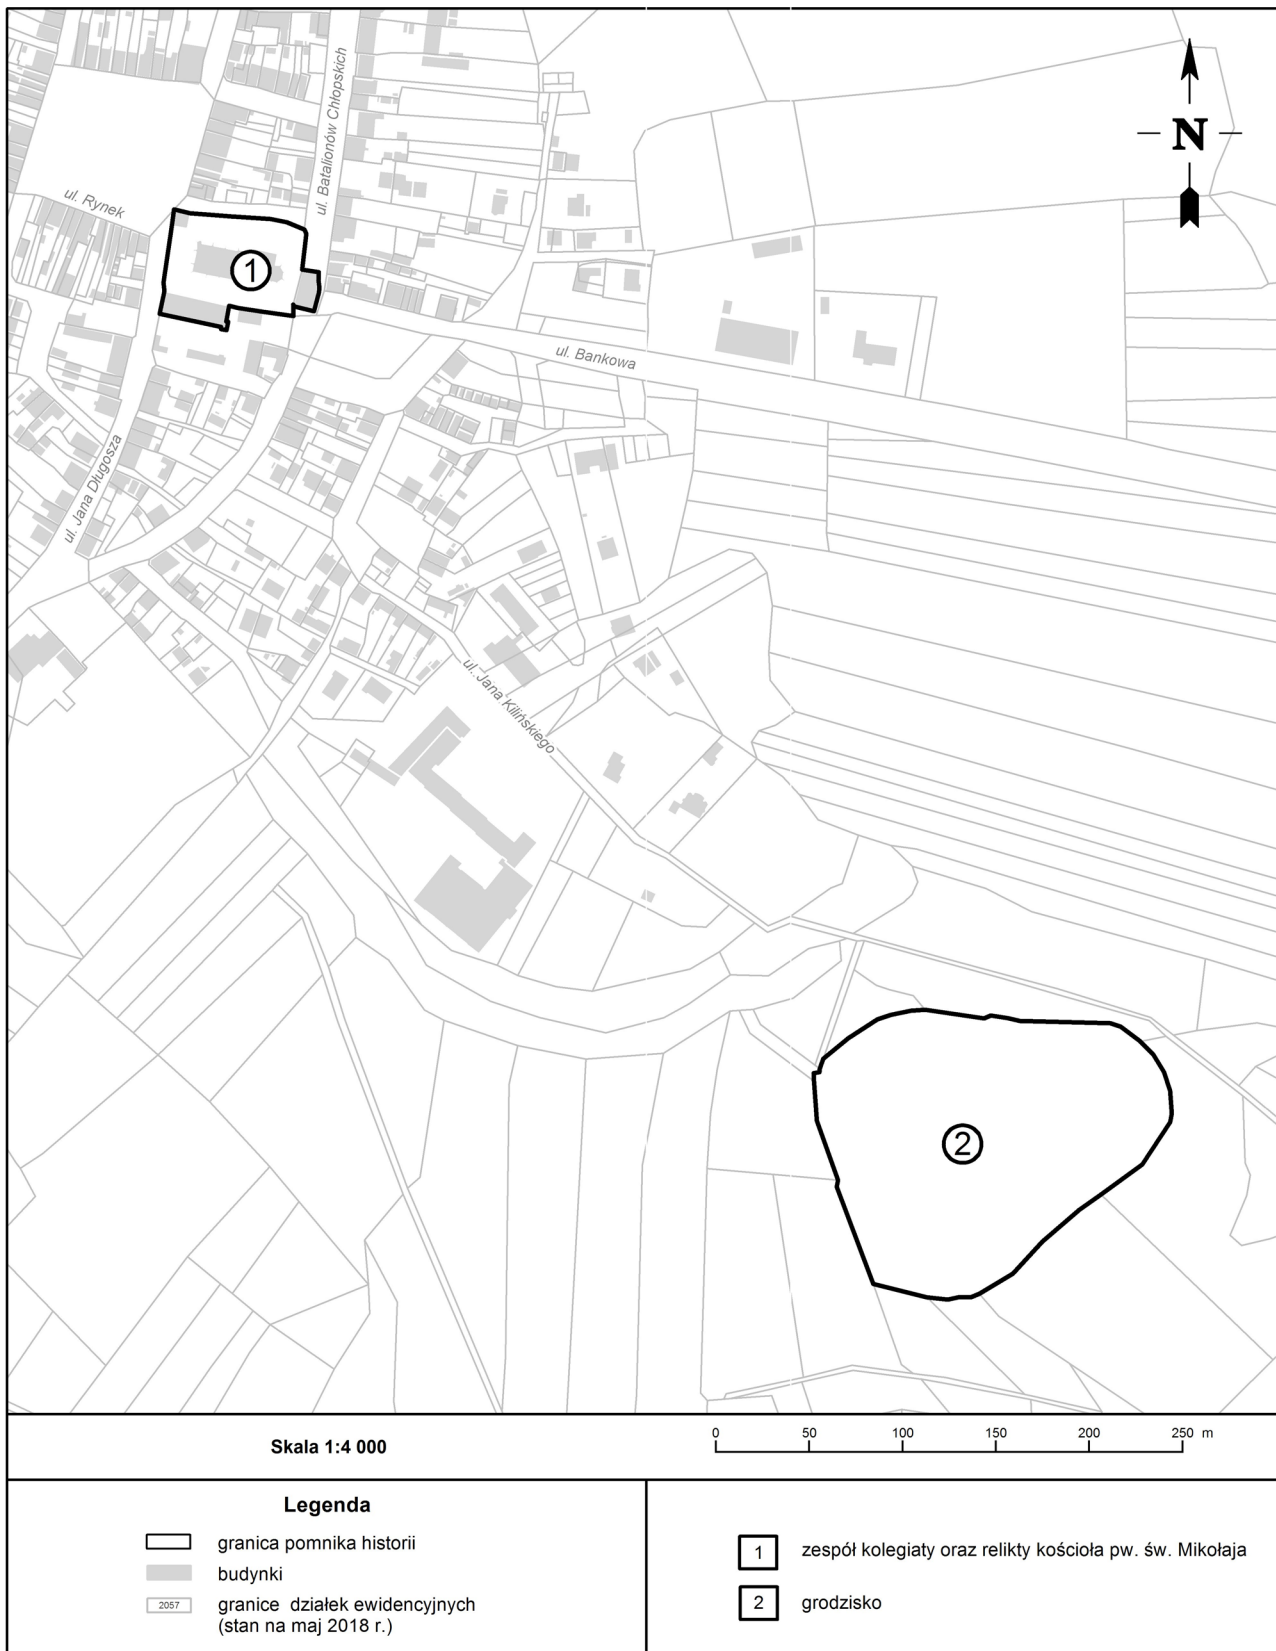 ul. Batalionów Chłopskich
N
ul. Rynek
1
ul. Bankowa
ul. Jana Długosza
ul. Jana Kilińskiego
2
Skala 1:4 000
0 50 100 150 200 250 m
Legenda
granica pomnika historii
budynki
2057 granice działek ewidencyjnych
(stan na maj 2018 r.)
1 zespół kolegiaty oraz relikty kościoła pw. św. Mikołaja
2 grodzisko